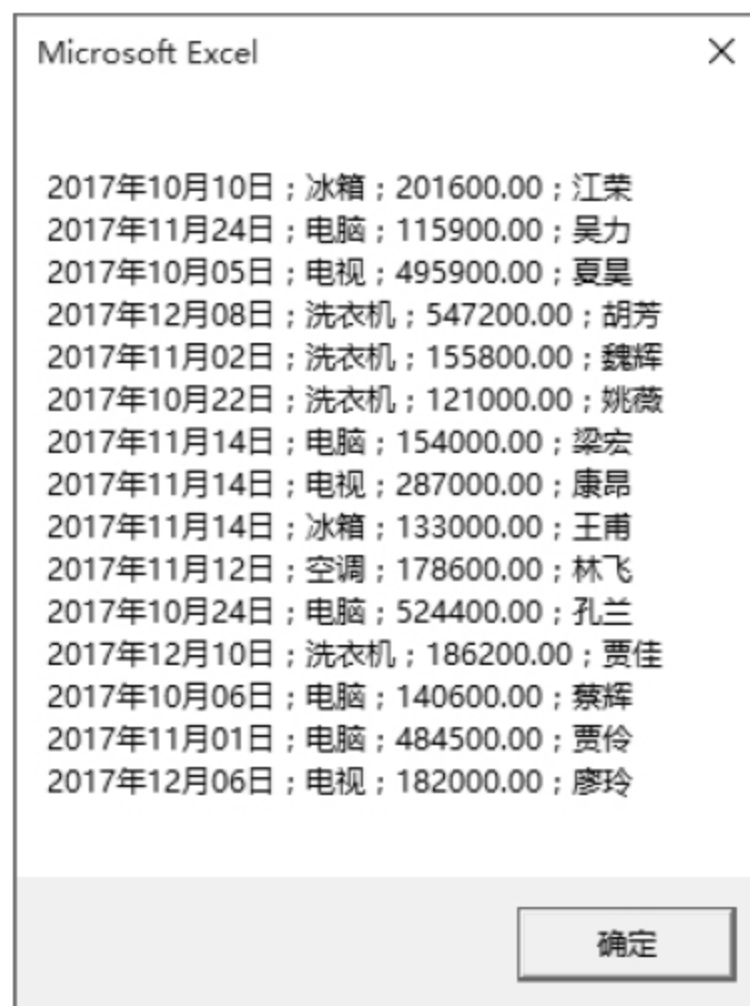 Microsoft Excel
2017年10月10日；冰箱；201600.00；江荣
2017年11月24日；电脑；115900.00；吴力
2017年10月05日；电视；495900.00；夏昊
2017年12月08日；洗衣机；547200.00；胡芳
2017年11月02日；洗衣机；155800.00；魏辉
2017年10月22日；洗衣机；121000.00；姚薇
2017年11月14日；电脑；154000.00；梁宏
2017年11月14日；电视；287000.00；康昂
2017年11月14日；冰箱；133000.00；王甫
2017年11月12日；空调；178600.00；林飞
2017年10月24日；电脑；524400.00；孔兰
2017年12月10日；洗衣机；186200.00；贾佳
2017年10月06日；电脑；140600.00；蔡辉
2017年11月01日；电脑；484500.00；贾伶
2017年12月06日；电视；182000.00；廖玲
确定